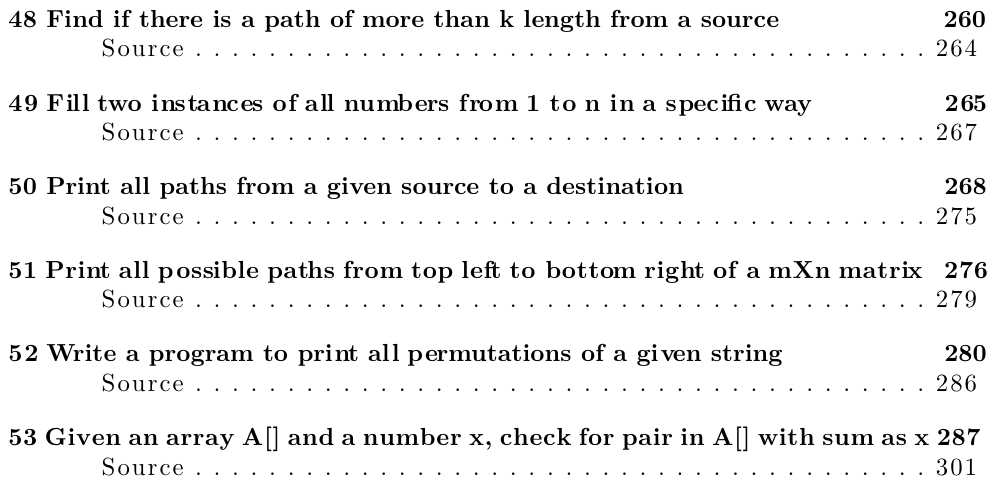 48 Find if there is a path of more than k length from a source 260
Source . . . . . . . . . . . . . . . . . . . . . . . . . . . . . . . . . . . . . . . . 264
49 Fill two instances of all numbers from 1 to n in a specific way 265
Source . . . . . . . . . . . . . . . . . . . . . . . . . . . . . . . . . . . . . . . . 267
50 Print all paths from a given source to a destination 268
Source . . . . . . . . . . . . . . . . . . . . . . . . . . . . . . . . . . . . . . . . 275
51 Print all possible paths from top left to bottom right of a mXn matrix 276
Source . . . . . . . . . . . . . . . . . . . . . . . . . . . . . . . . . . . . . . . . 279
52 Write a program to print all permutations of a given string 280
Source . . . . . . . . . . . . . . . . . . . . . . . . . . . . . . . . . . . . . . . . 286
53 Given an array A[] and a number x, check for pair in A[] with sum as x 287
Source . . . . . . . . . . . . . . . . . . . . . . . . . . . . . . . . . . . . . . . . 301